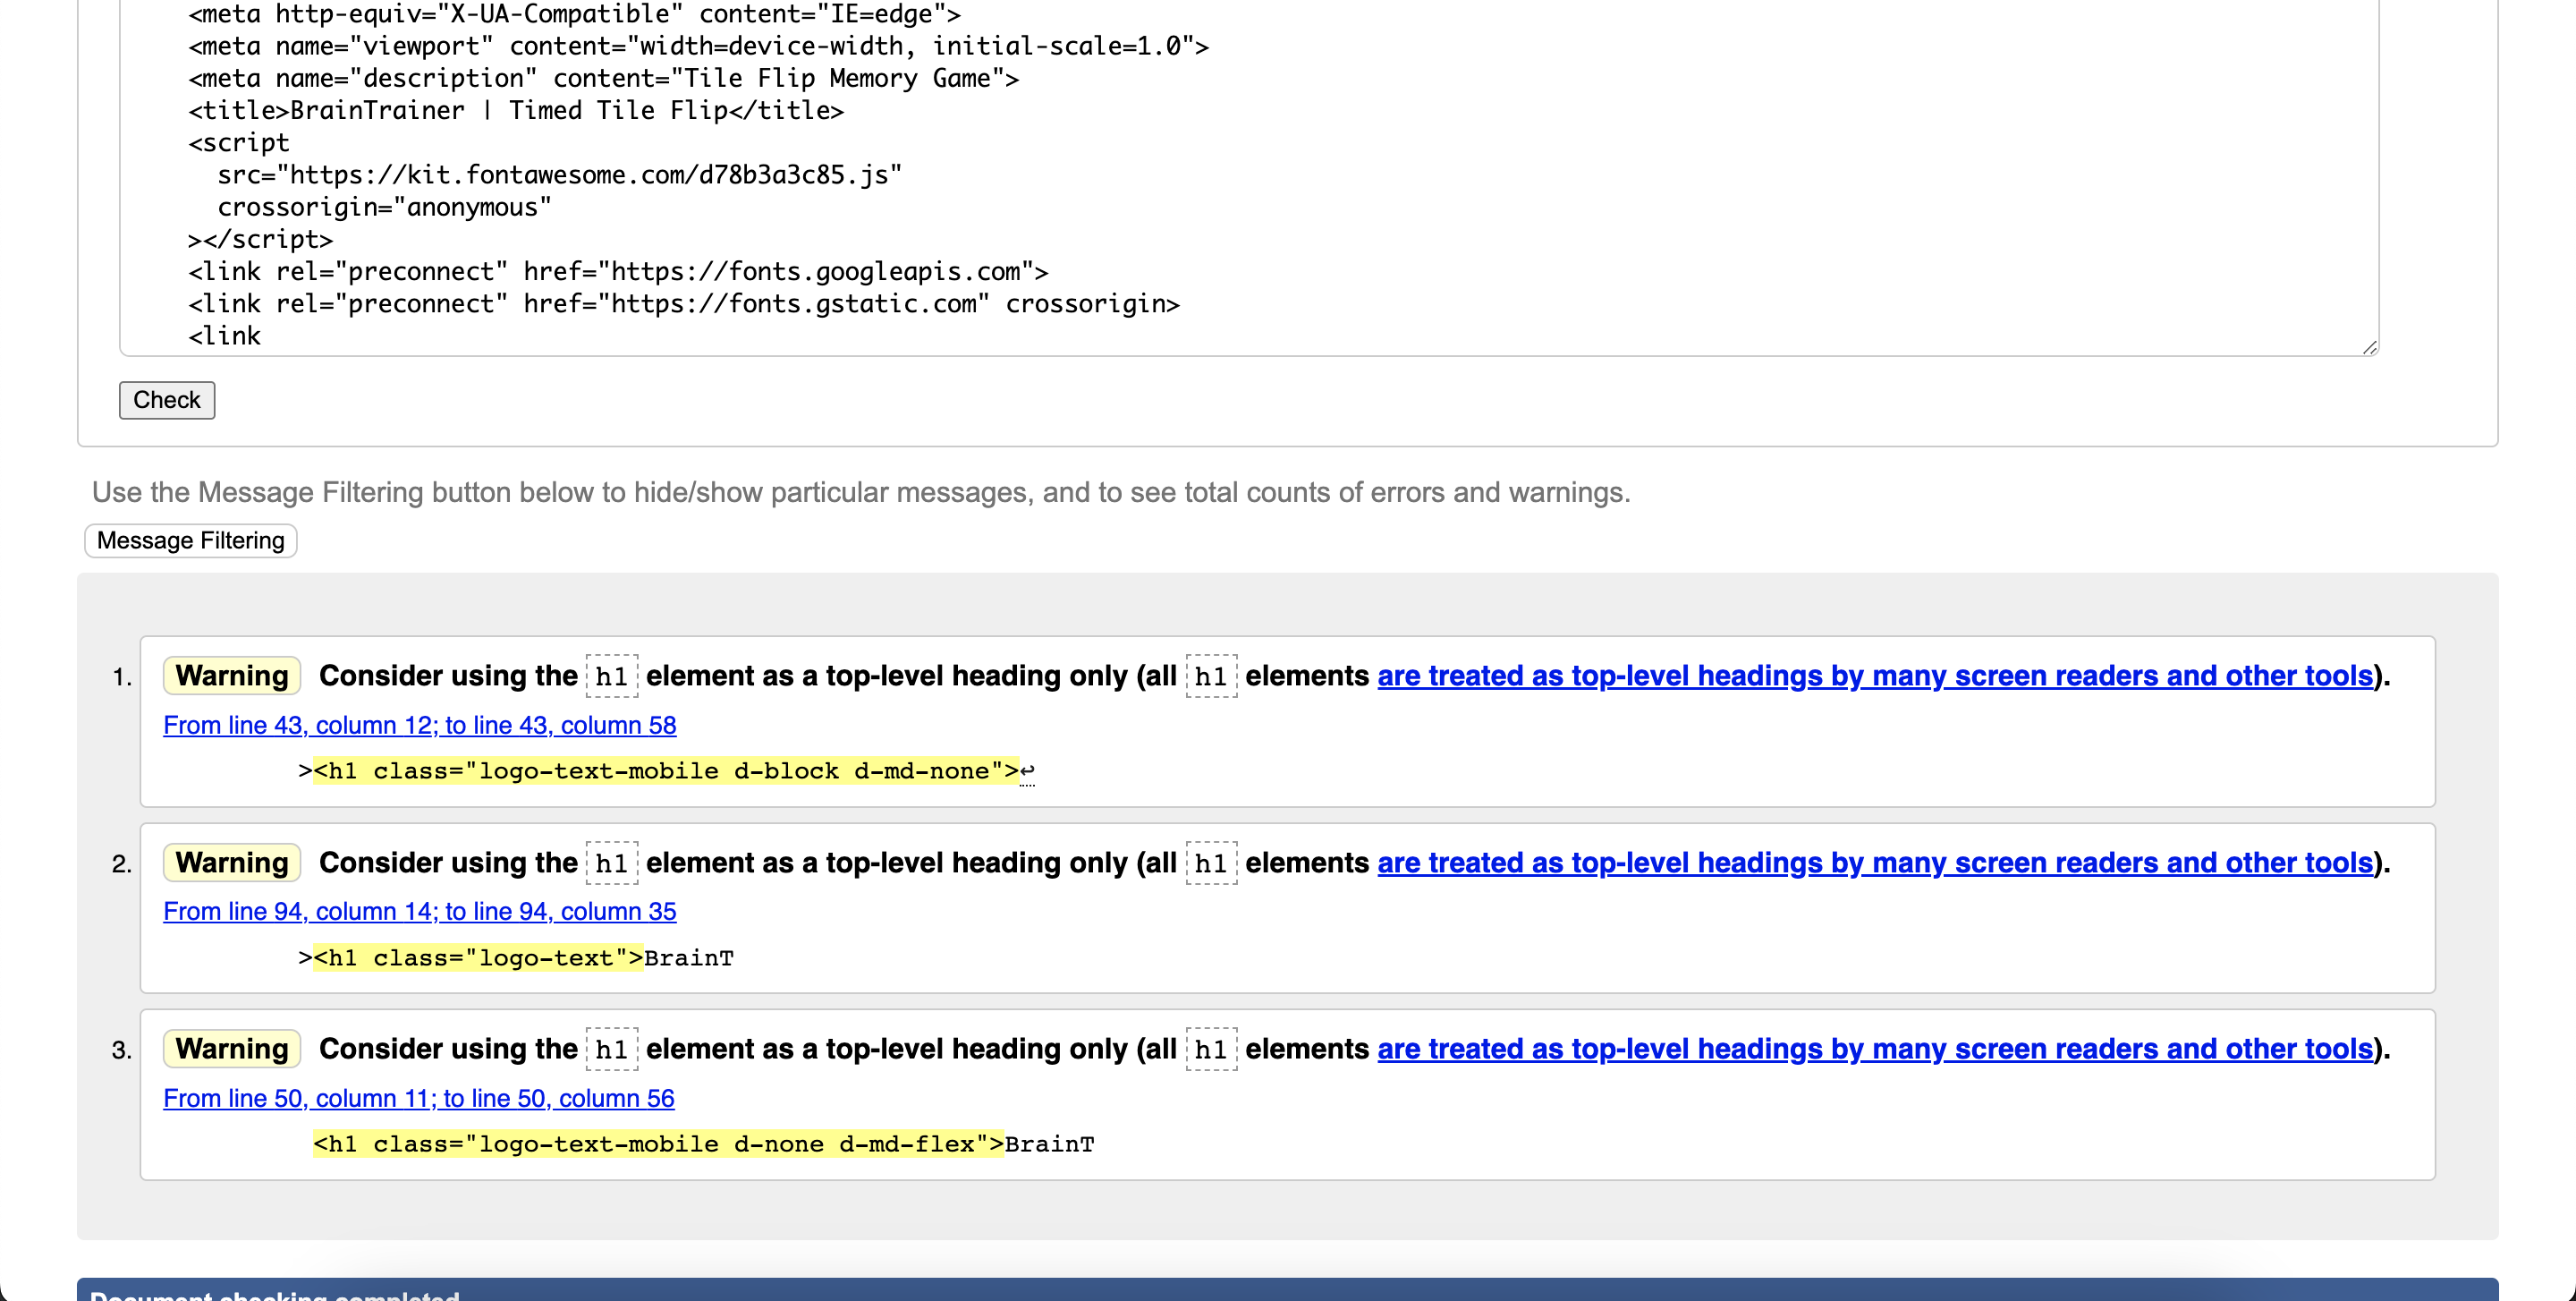 <meta http-equiv="X-UA-Compatible" content="IE=edge">
<meta name="viewport" content="width=device-width, initial-scale=1.0">
<meta name="description" content="Tile Flip Memory Game">
<title>BrainTrainer | Timed Tile Flip</title>
<script
src="https://kit.fontawesome.com/d78b3a3c85.js"
crossorigin="anonymous"
></script>
<link rel="preconnect" href="https://fonts.googleapis.com">
<link rel="preconnect" href="https://fonts.gstatic.com" crossorigin>
<link
Check
Use the Message Filtering button below to hide/show particular messages, and to see total counts of errors and warnings.
Message Filtering
1. Warning Consider using the h1 element as a top-level heading only (all h1 elements are treated as top-level headings by many screen readers and other tools).
From line 43, column 12; to line 43, column 58
><h1 class="logo-text-mobile d-block d-md-none">↩
2. Warning Consider using the h1 element as a top-level heading only (all h1 elements are treated as top-level headings by many screen readers and other tools).
From line 94, column 14; to line 94, column 35
><h1 class="logo-text">BrainT
3. Warning Consider using the h1 element as a top-level heading only (all h1 elements are treated as top-level headings by many screen readers and other tools).
From line 50, column 11; to line 50, column 56
<h1 class="logo-text-mobile d-none d-md-flex">BrainT
Document checking completed